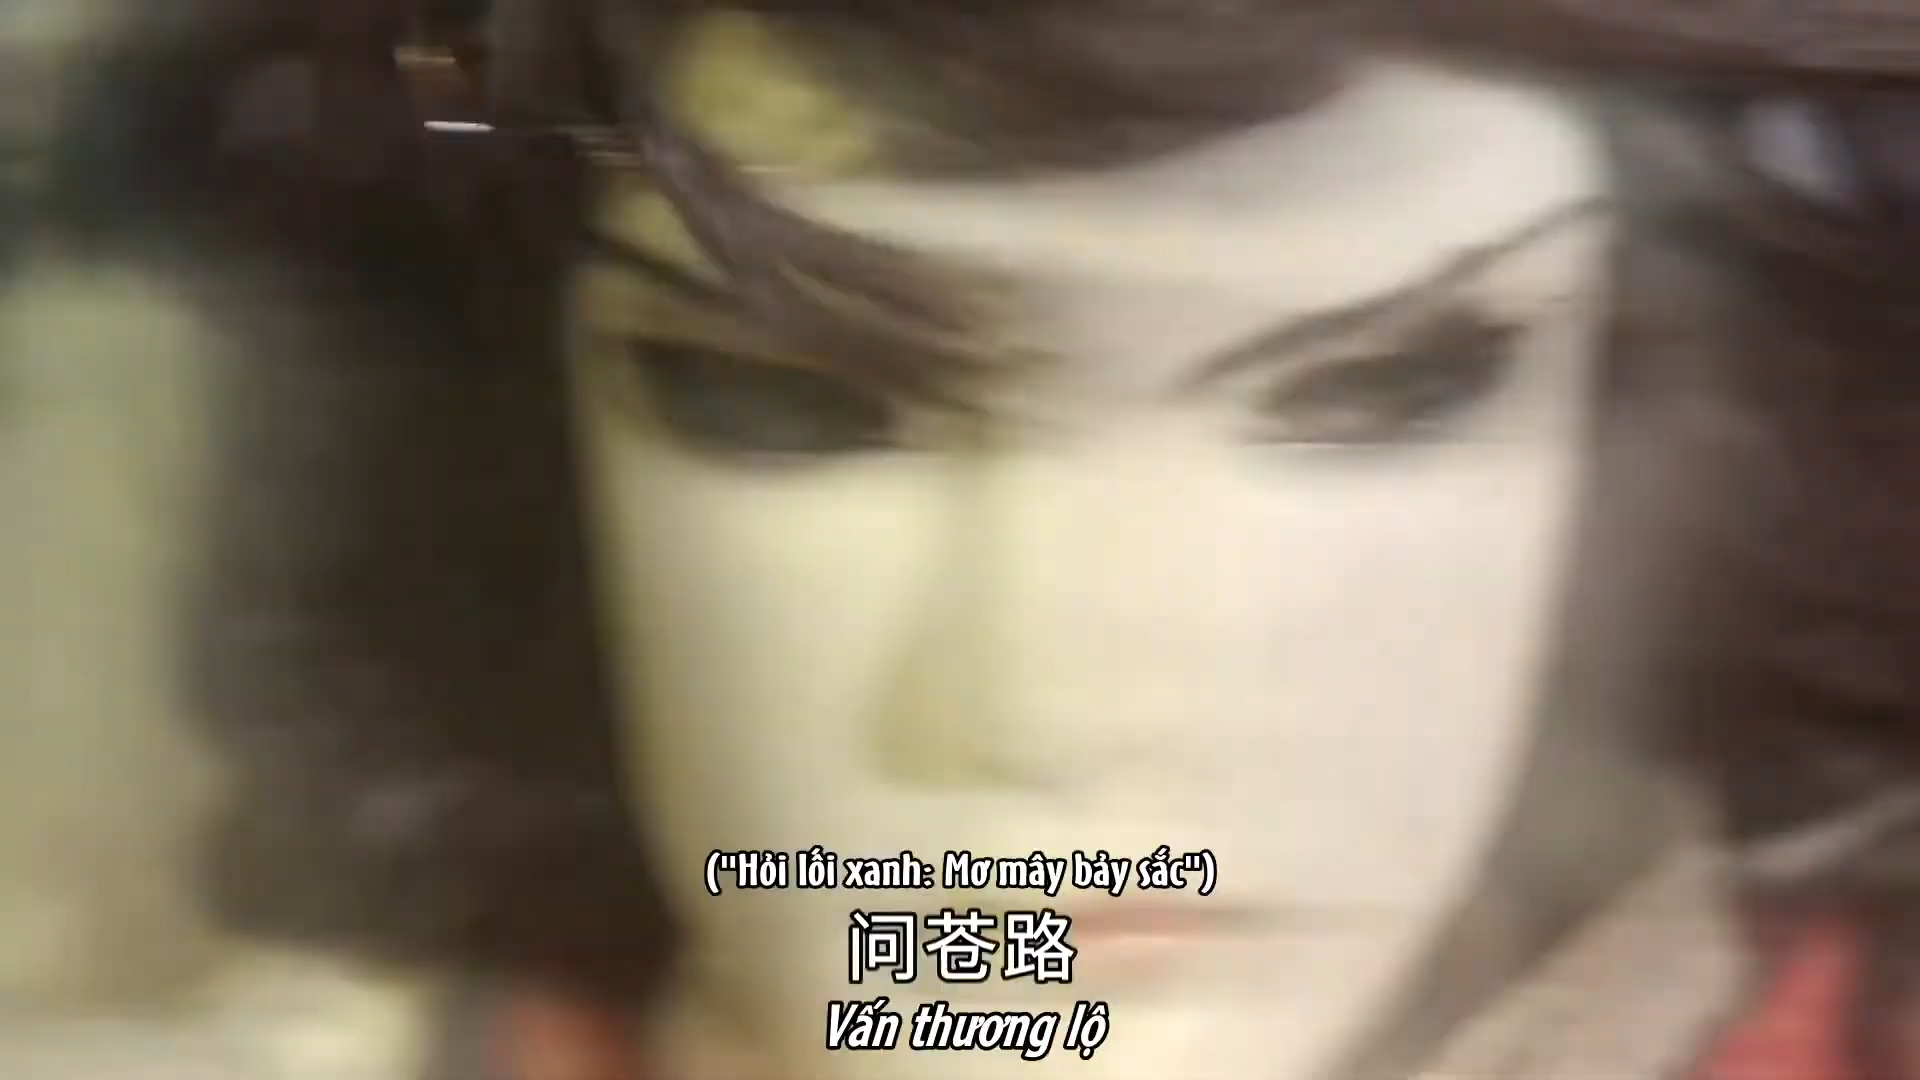 ("Hỏi lối xanh: Mơ mây bảy sắc")
问苍路
Vấn thương lộ